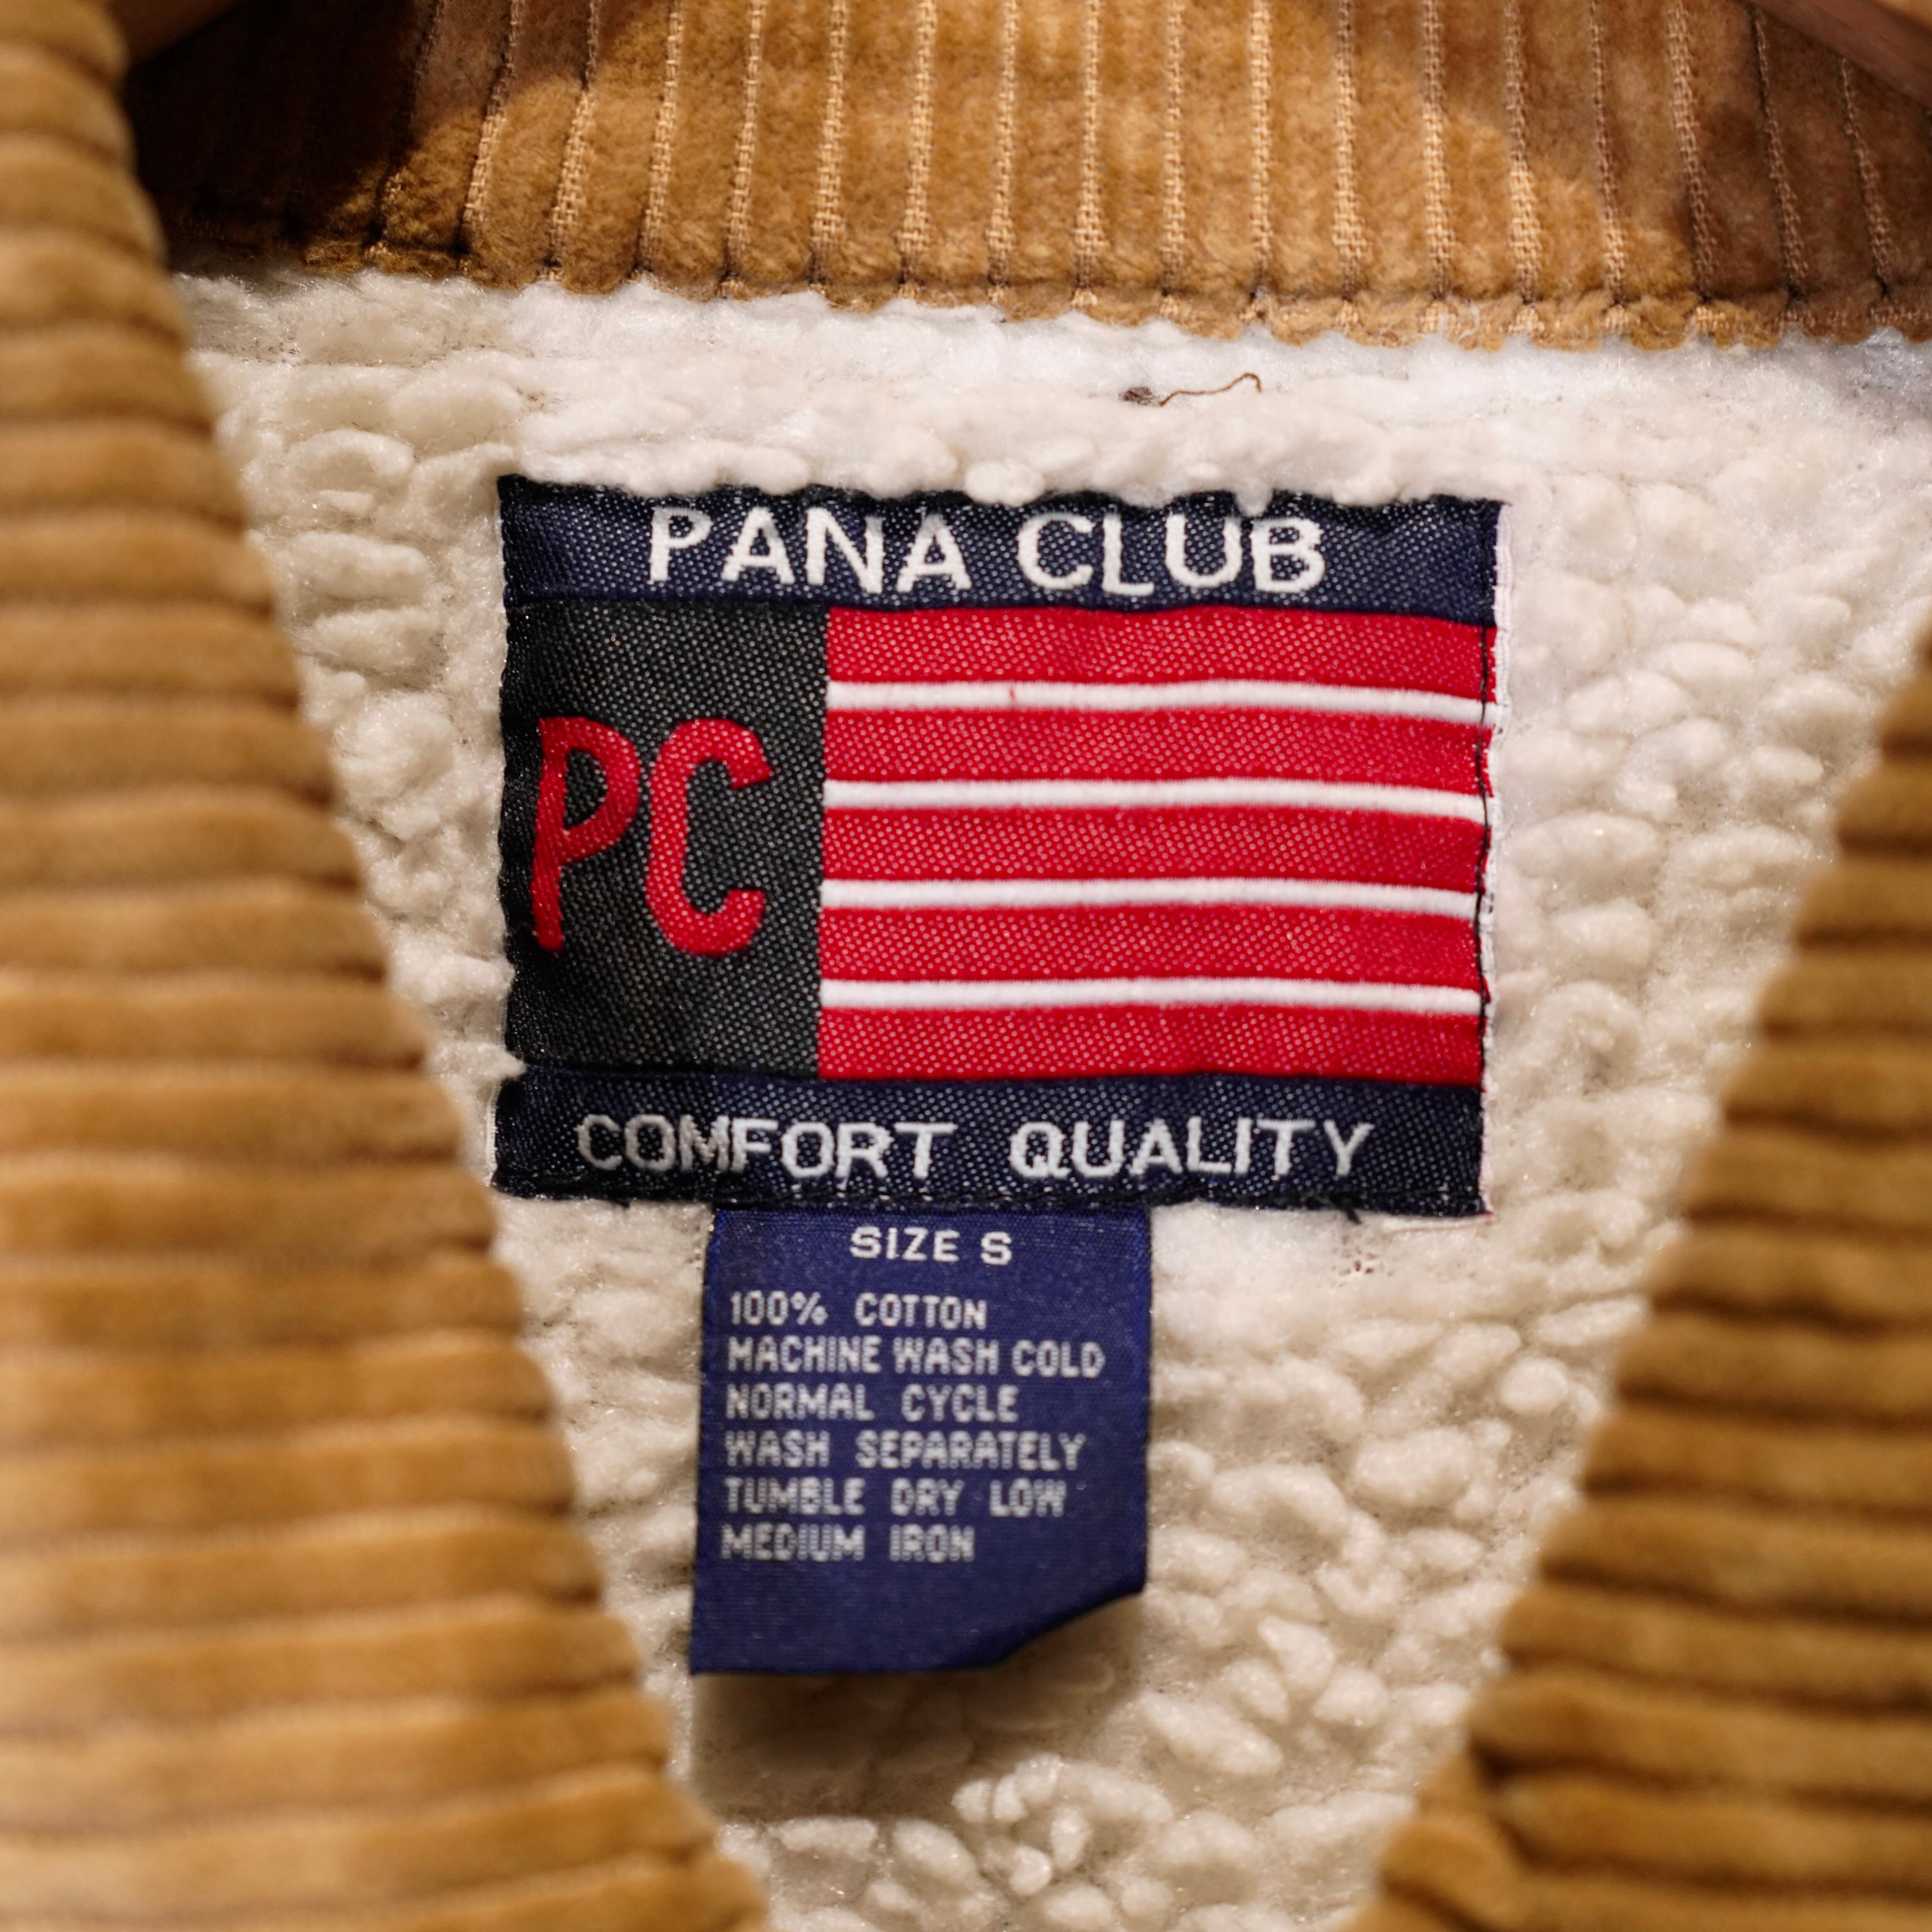 PANA CLUB
PC
COMFORT QUALITY
SIZE S
100% COTTON
MACHINE WASH COLD
NORMAL CYCLE
WASH SEPARATELY
TUMBLE DRY LOW
MEDIUM IRON